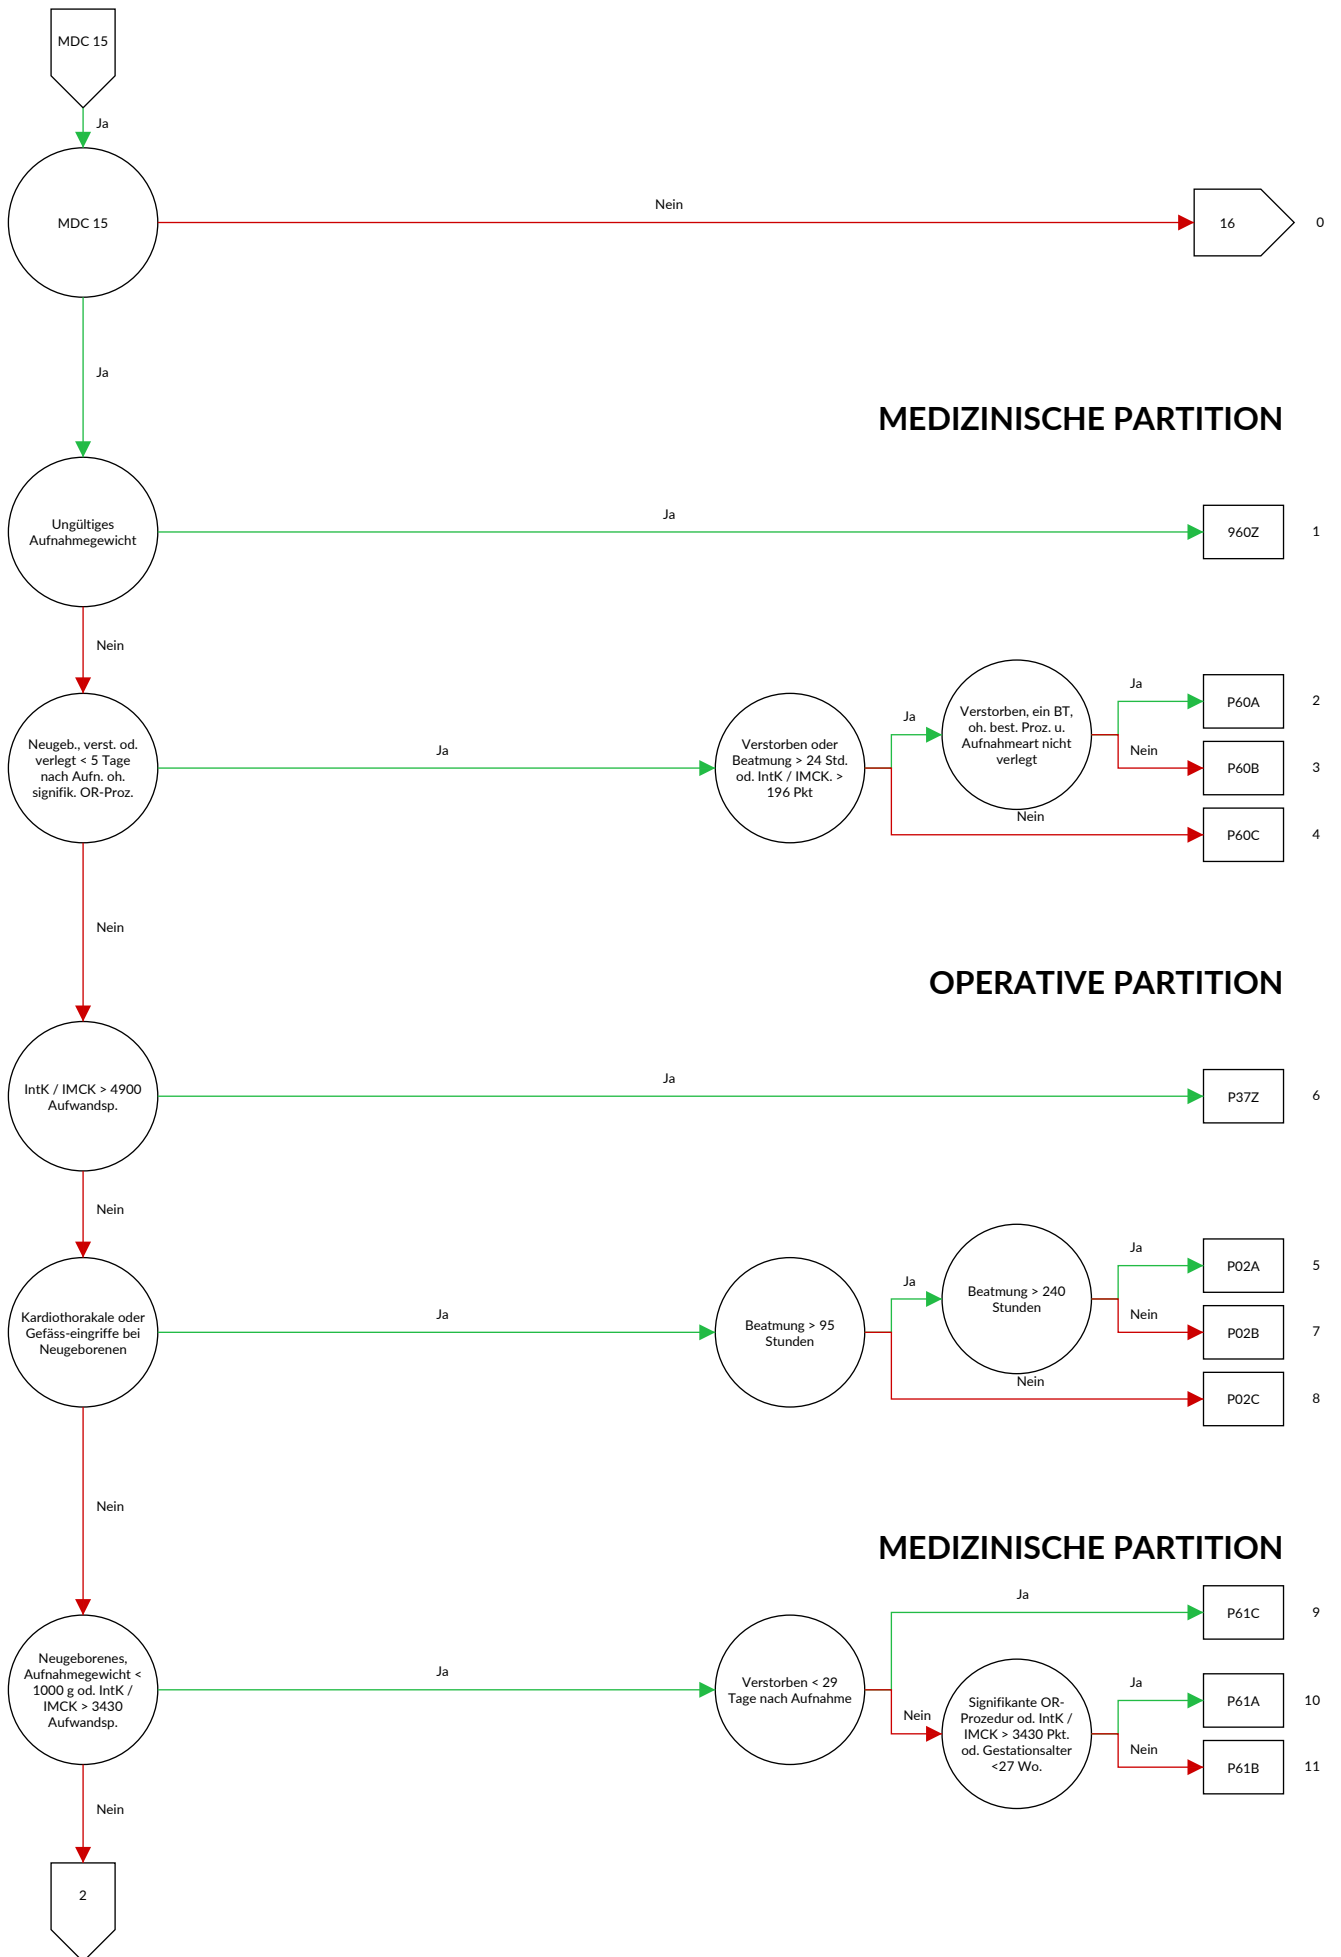 MDC 15
Ja
MDC 15
Nein
16
0
Ja
MEDIZINISCHE PARTITION
Ungültiges
Aufnahmegewicht
Ja
960Z
1
Nein
Neugeb., verst. od.
verlegt < 5 Tage
nach Aufn. oh.
signifik. OR-Proz.
Ja
Verstorben oder
Beatmung > 24 Std.
od. IntK / IMCK. >
196 Pkt
Ja
Verstorben, ein BT,
oh. best. Proz. u.
Aufnahmeart nicht
verlegt
Ja
P60A
2
Nein
P60B
3
Nein
P60C
4
Nein
OPERATIVE PARTITION
IntK / IMCK > 4900
Aufwandsp.
Ja
P37Z
6
Nein
Kardiothorakale oder
Gefäss-eingriffe bei
Neugeborenen
Ja
Beatmung > 95
Stunden
Ja
Beatmung > 240
Stunden
Ja
P02A
5
Nein
P02B
7
Nein
P02C
8
Nein
MEDIZINISCHE PARTITION
Neugeborenes,
Aufnahmegewicht <
1000 g od. IntK /
IMCK > 3430
Aufwandsp.
Ja
Verstorben < 29
Tage nach Aufnahme
Ja
P61C
9
Nein
Signifikante OR-
Prozedur od. IntK /
IMCK > 3430 Pkt.
od. Gestationsalter
<27 Wo.
Ja
P61A
10
Nein
P61B
11
Nein
2